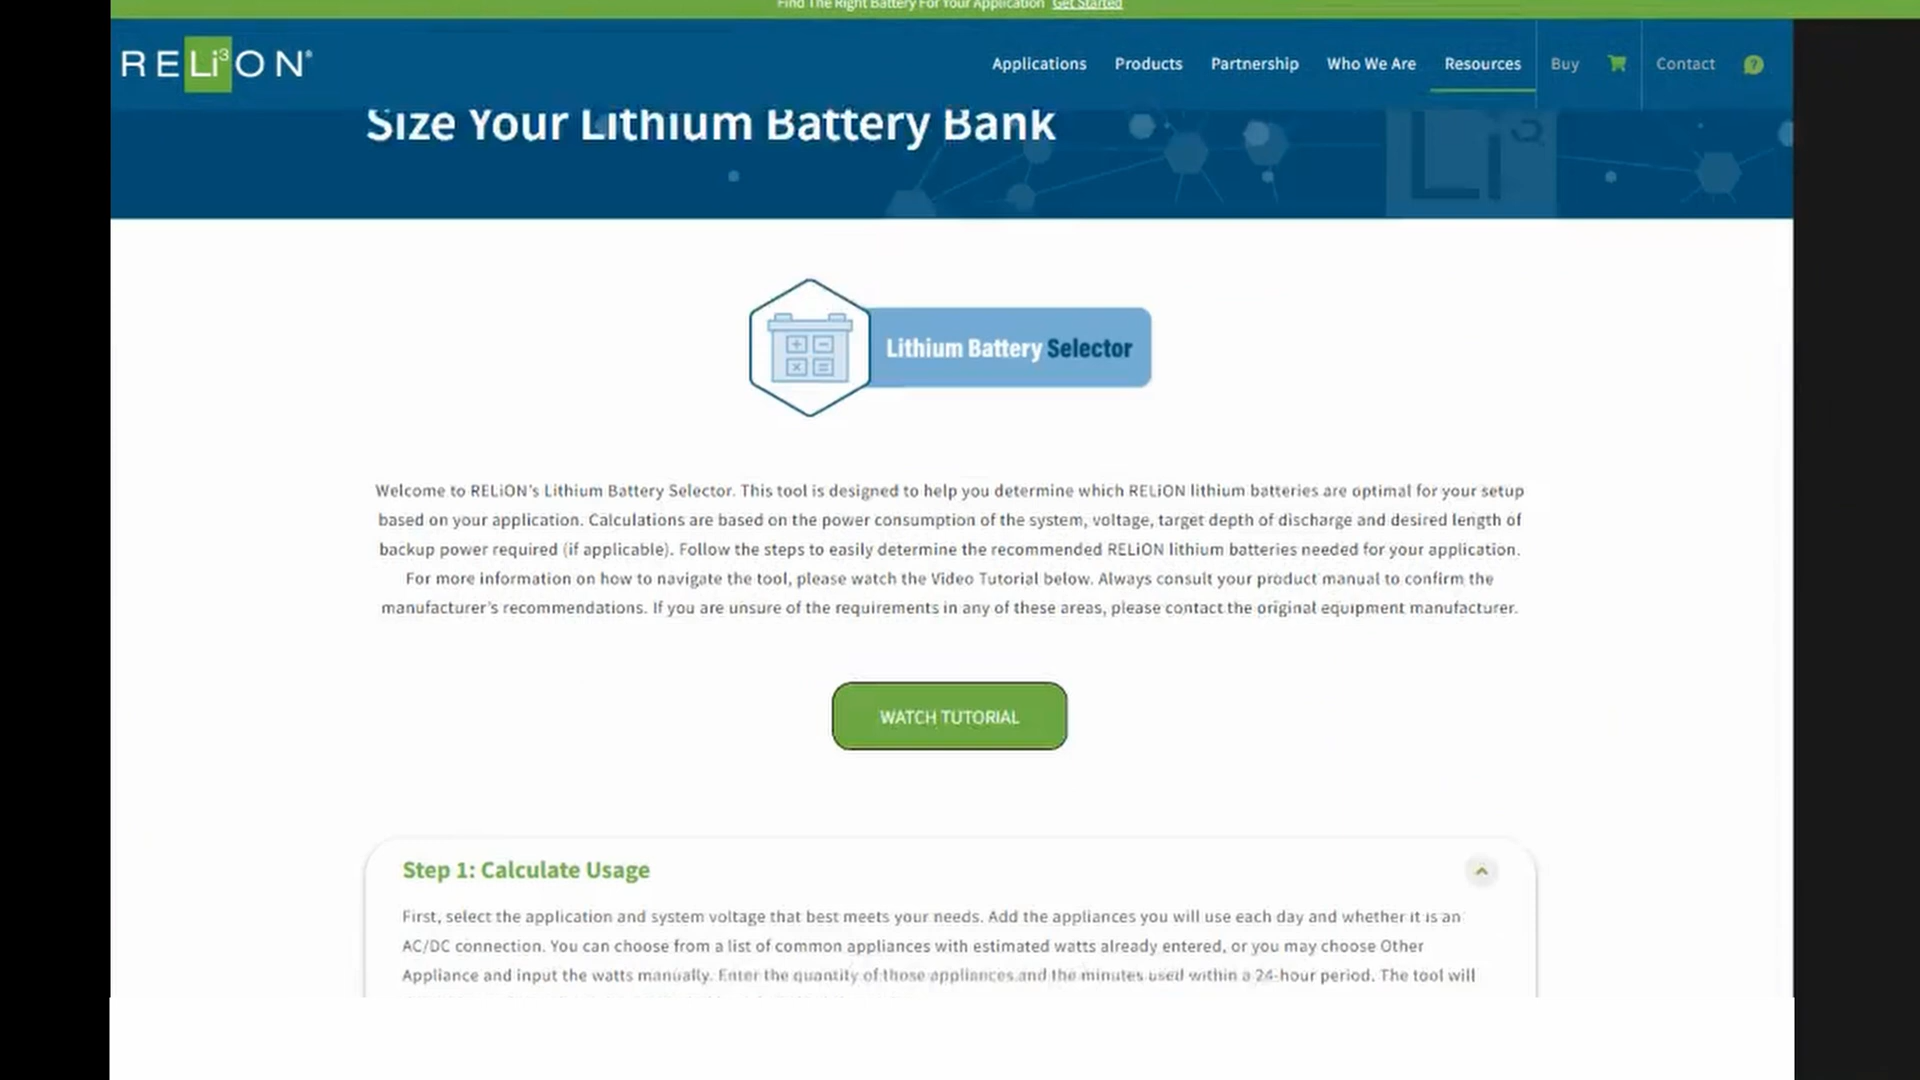 Find The Right Battery For Your Application Get Started
RELi³ON®
Applications Products Partnership Who We Are Resources Buy Contact ?
Size Your Lithium Battery Bank
Li 3
Lithium Battery Selector
Welcome to RELiON's Lithium Battery Selector. This tool is designed to help you determine which RELiON lithium batteries are optimal for your setup
based on your application. Calculations are based on the power consumption of the system, voltage, target depth of discharge and desired length of
backup power required (if applicable). Follow the steps to easily determine the recommended RELiON lithium batteries needed for your application.
For more information on how to navigate the tool, please watch the Video Tutorial below. Always consult your product manual to confirm the
manufacturer's recommendations. If you are unsure of the requirements in any of these areas, please contact the original equipment manufacturer.
WATCH TUTORIAL
Step 1: Calculate Usage
First, select the application and system voltage that best meets your needs. Add the appliances you will use each day and whether it is an
AC/DC connection. You can choose from a list of common appliances with estimated watts already entered, or you may choose Other
Appliance and input the watts manually. Enter the quantity of those appliances and the minutes used within a 24-hour period. The tool will